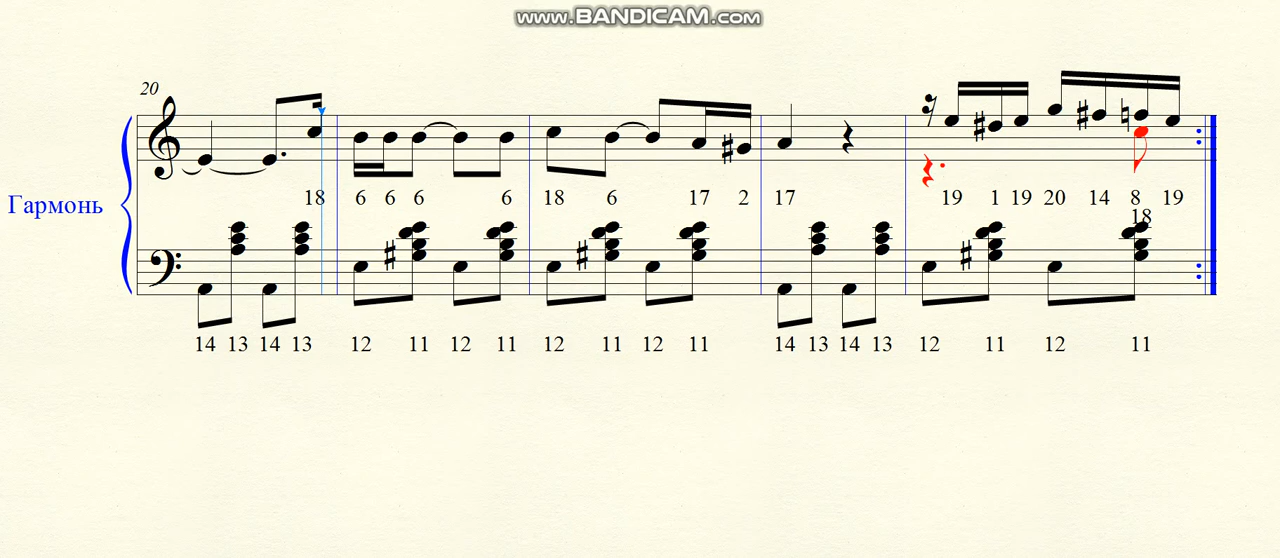 www.BANDICAM.com
20
18 6 6 6 6 18 6 17 2 17 19 1 19 20 14 8 19
18
Гармонь
14 13 14 13 12 11 12 11 12 11 12 11 14 13 14 13 12 11 12 11